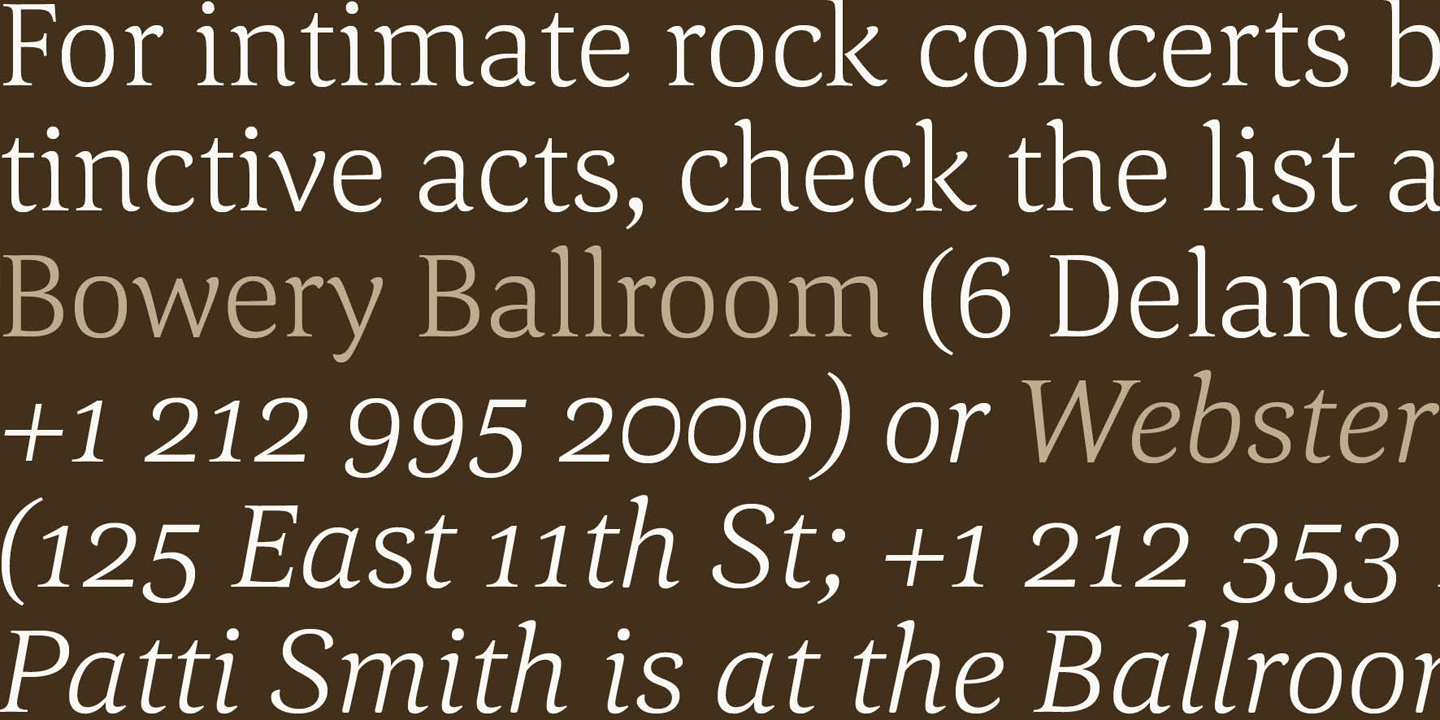 For intimate rock concerts b
tinctive acts, check the list a
Bowery Ballroom (6 Delance
+1 212 995 2000) or Webster
(125 East 11th St; +1 212 353
Patti Smith is at the Ballroo